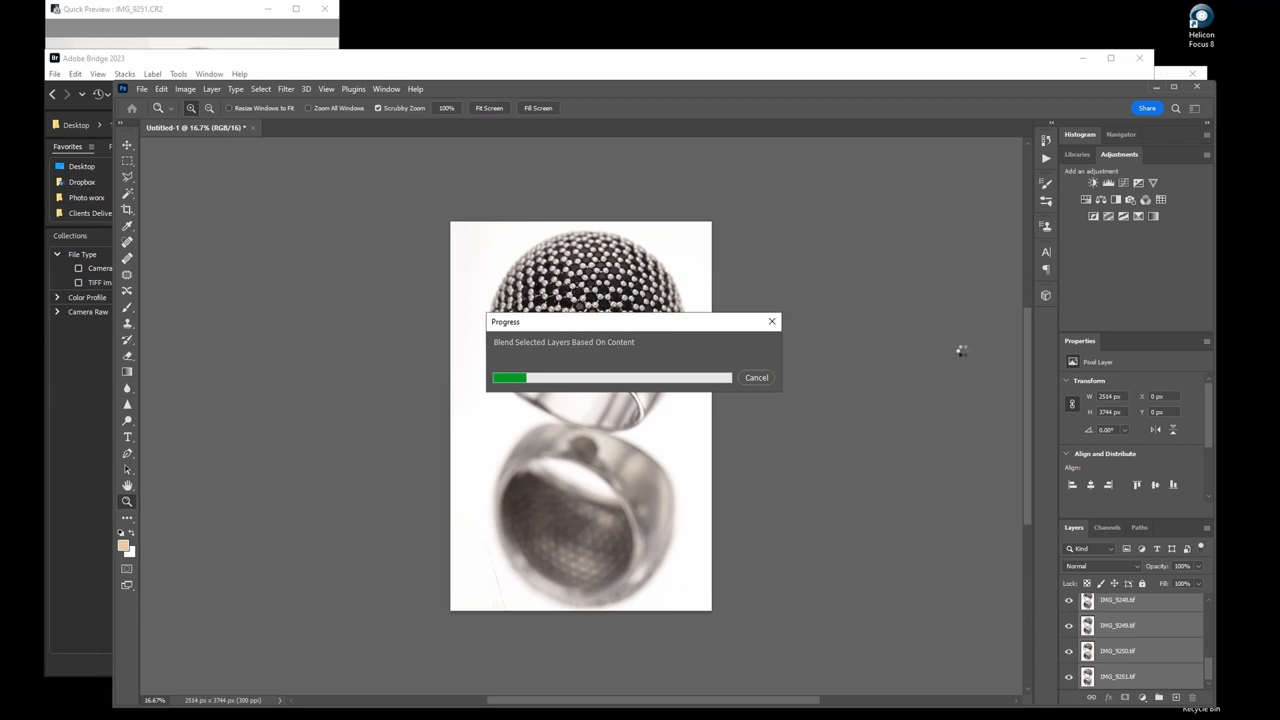 Quick Preview : IMG_9251.CR2
Helicon
Focus 8
Br Adobe Bridge 2023
File Edit View Stacks Label Tools Window Help
Ps File Edit Image Layer Type Select Filter 3D View Plugins Window Help
Resize Windows to Fit Zoom All Windows Scrubby Zoom 100% Fit Screen Fill Screen Share
Desktop
Untitled-1 @ 16.7% (RGB/16) *
Histogram Navigator
Favorites
Libraries Adjustments
Desktop
Add an adjustment
Dropbox
Photo worx
Clients Delive
Collections
File Type
Camera
TIFF im
Color Profile
Camera Raw
Progress
Blend Selected Layers Based On Content
Cancel
Properties
Pixel Layer
Transform
W 2514 px X 0 px
H 3744 px Y 0 px
0.00°
Align and Distribute
Align:
Layers Channels Paths
Kind
Normal Opacity: 100%
Lock: Fill: 100%
IMG_9248.tif
IMG_9249.tif
IMG_9250.tif
IMG_9251.tif
16.67% 2514 px x 3744 px (300 ppi)
Recycle Bin